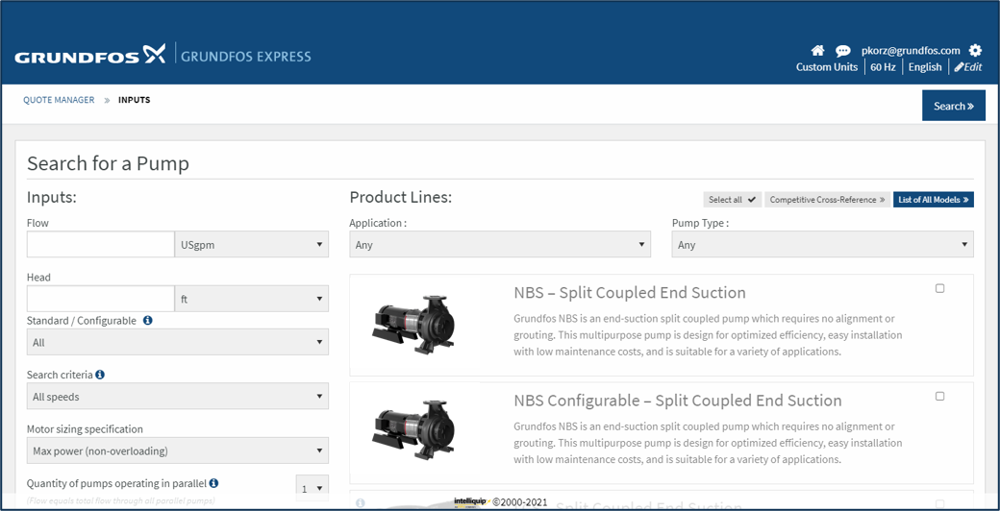 GRUNDFOS GRUNDFOS EXPRESS
pkorz@grundfos.com
Custom Units 60 Hz English Edit
QUOTE MANAGER » INPUTS
Search »
Search for a Pump
Inputs:
Flow
USgpm
Head
ft
Standard / Configurable
All
Search criteria
All speeds
Motor sizing specification
Max power (non-overloading)
Quantity of pumps operating in parallel
1
(Flow equals total flow through all parallel pumps)
Product Lines:
Select all
Competitive Cross-Reference »
List of All Models »
Application :
Any
Pump Type :
Any
NBS – Split Coupled End Suction
Grundfos NBS is an end-suction split coupled pump which requires no alignment or
grouting. This multipurpose pump is design for optimized efficiency, easy installation
with low maintenance costs, and is suitable for a variety of applications.
NBS Configurable – Split Coupled End Suction
Grundfos NBS is an end-suction split coupled pump which requires no alignment or
grouting. This multipurpose pump is design for optimized efficiency, easy installation
with low maintenance costs, and is suitable for a variety of applications.
Split Coupled End Suction
intelliquip ©2000-2021